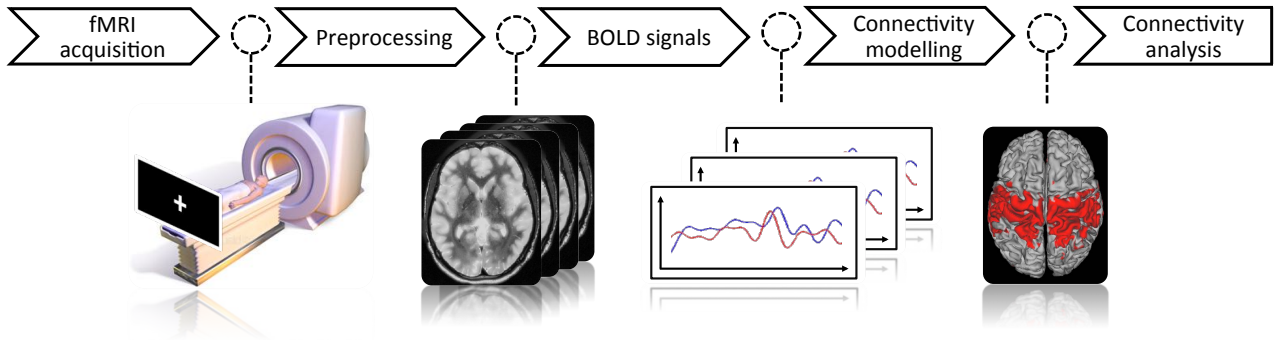 fMRI
acquisition
Preprocessing
BOLD signals
Connectivity
modelling
Connectivity
analysis